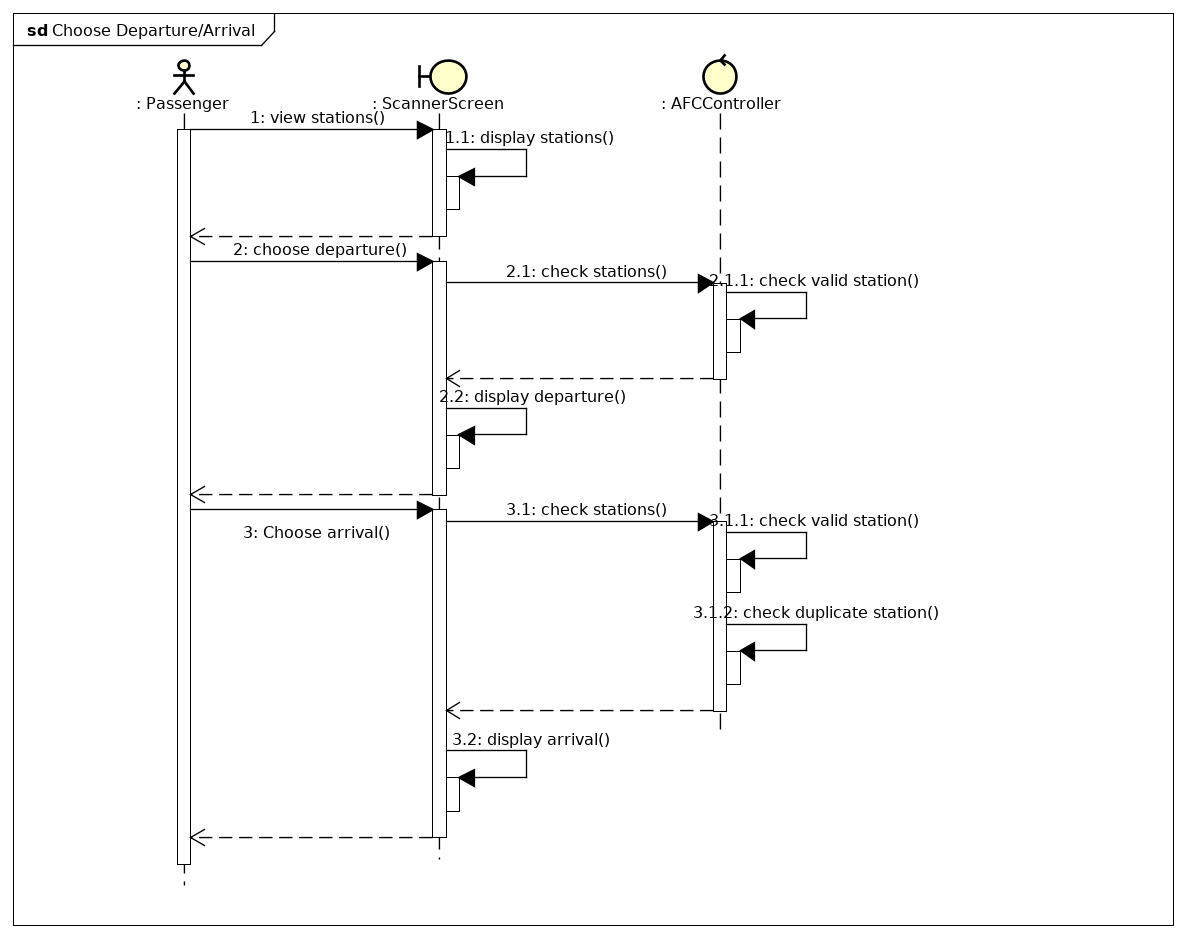 sd Choose Departure/Arrival
: Passenger
: ScannerScreen
: AFCController
1: view stations()
1.1: display stations()
2: choose departure()
2.1: check stations()
2.1.1: check valid station()
2.2: display departure()
3: Choose arrival()
3.1: check stations()
3.1.1: check valid station()
3.1.2: check duplicate station()
3.2: display arrival()